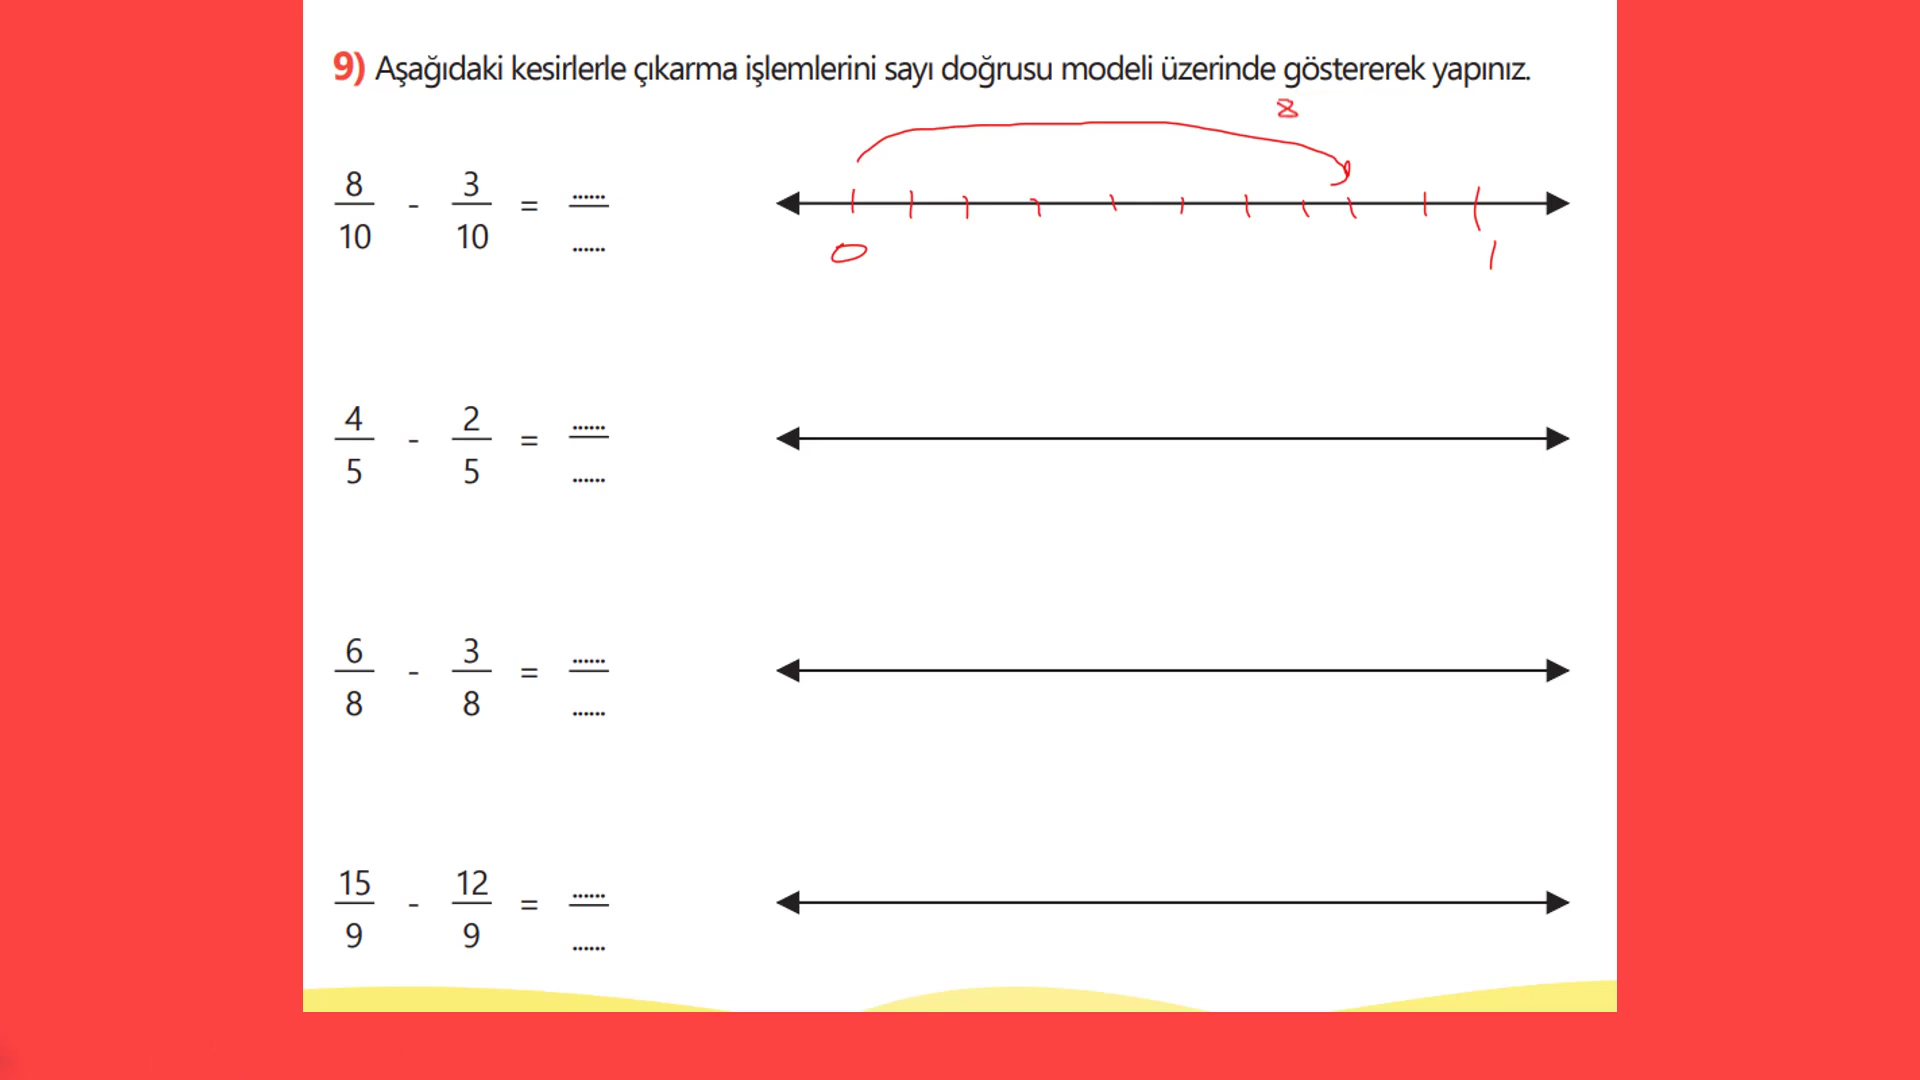 9) Aşağıdaki kesirlerle çıkarma işlemlerini sayı doğrusu modeli üzerinde göstererek yapınız.
8
8/10 - 3/10 = ....../......
0 1
4/5 - 2/5 = ....../......
6/8 - 3/8 = ....../......
15/9 - 12/9 = ....../......